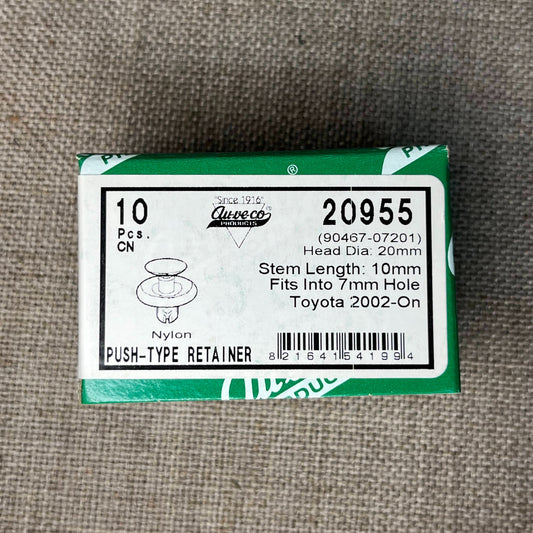 10
Pcs.
CN
"Since 1916"
Au-ve-co
PRODUCTS
®
20955
(90467-07201)
Head Dia: 20mm
Stem Length: 10mm
Fits Into 7mm Hole
Toyota 2002-On
Nylon
PUSH-TYPE RETAINER
8 21641 54199 4